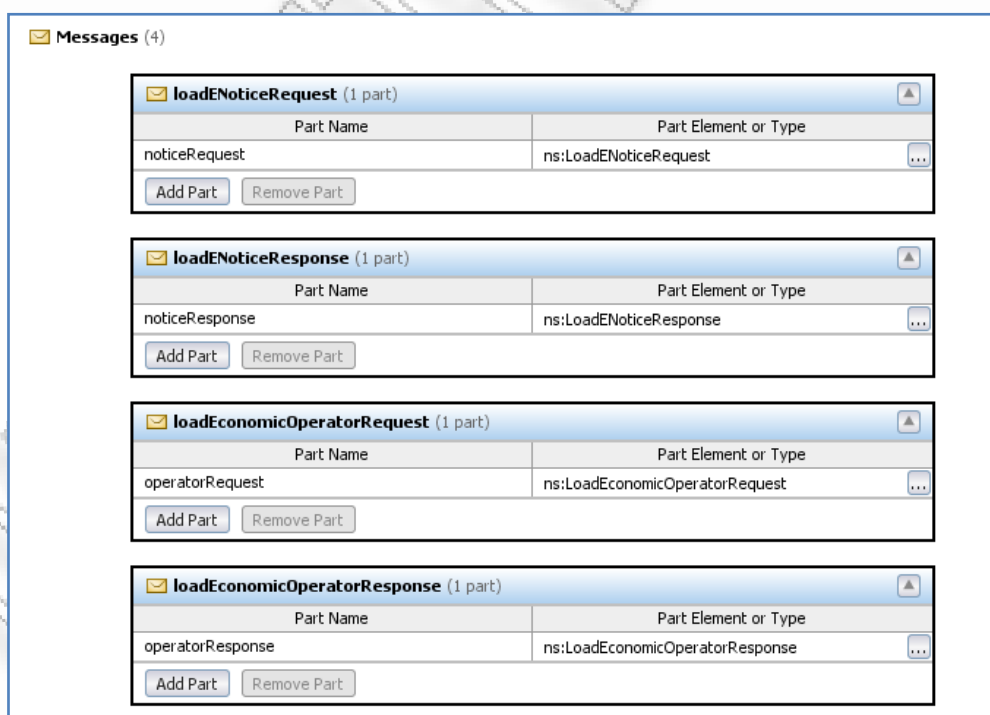 Messages (4)
loadENoticeRequest (1 part)
Part Name Part Element or Type
noticeRequest ns:LoadENoticeRequest ...
Add Part Remove Part
loadENoticeResponse (1 part)
Part Name Part Element or Type
noticeResponse ns:LoadENoticeResponse ...
Add Part Remove Part
loadEconomicOperatorRequest (1 part)
Part Name Part Element or Type
operatorRequest ns:LoadEconomicOperatorRequest ...
Add Part Remove Part
loadEconomicOperatorResponse (1 part)
Part Name Part Element or Type
operatorResponse ns:LoadEconomicOperatorResponse ...
Add Part Remove Part